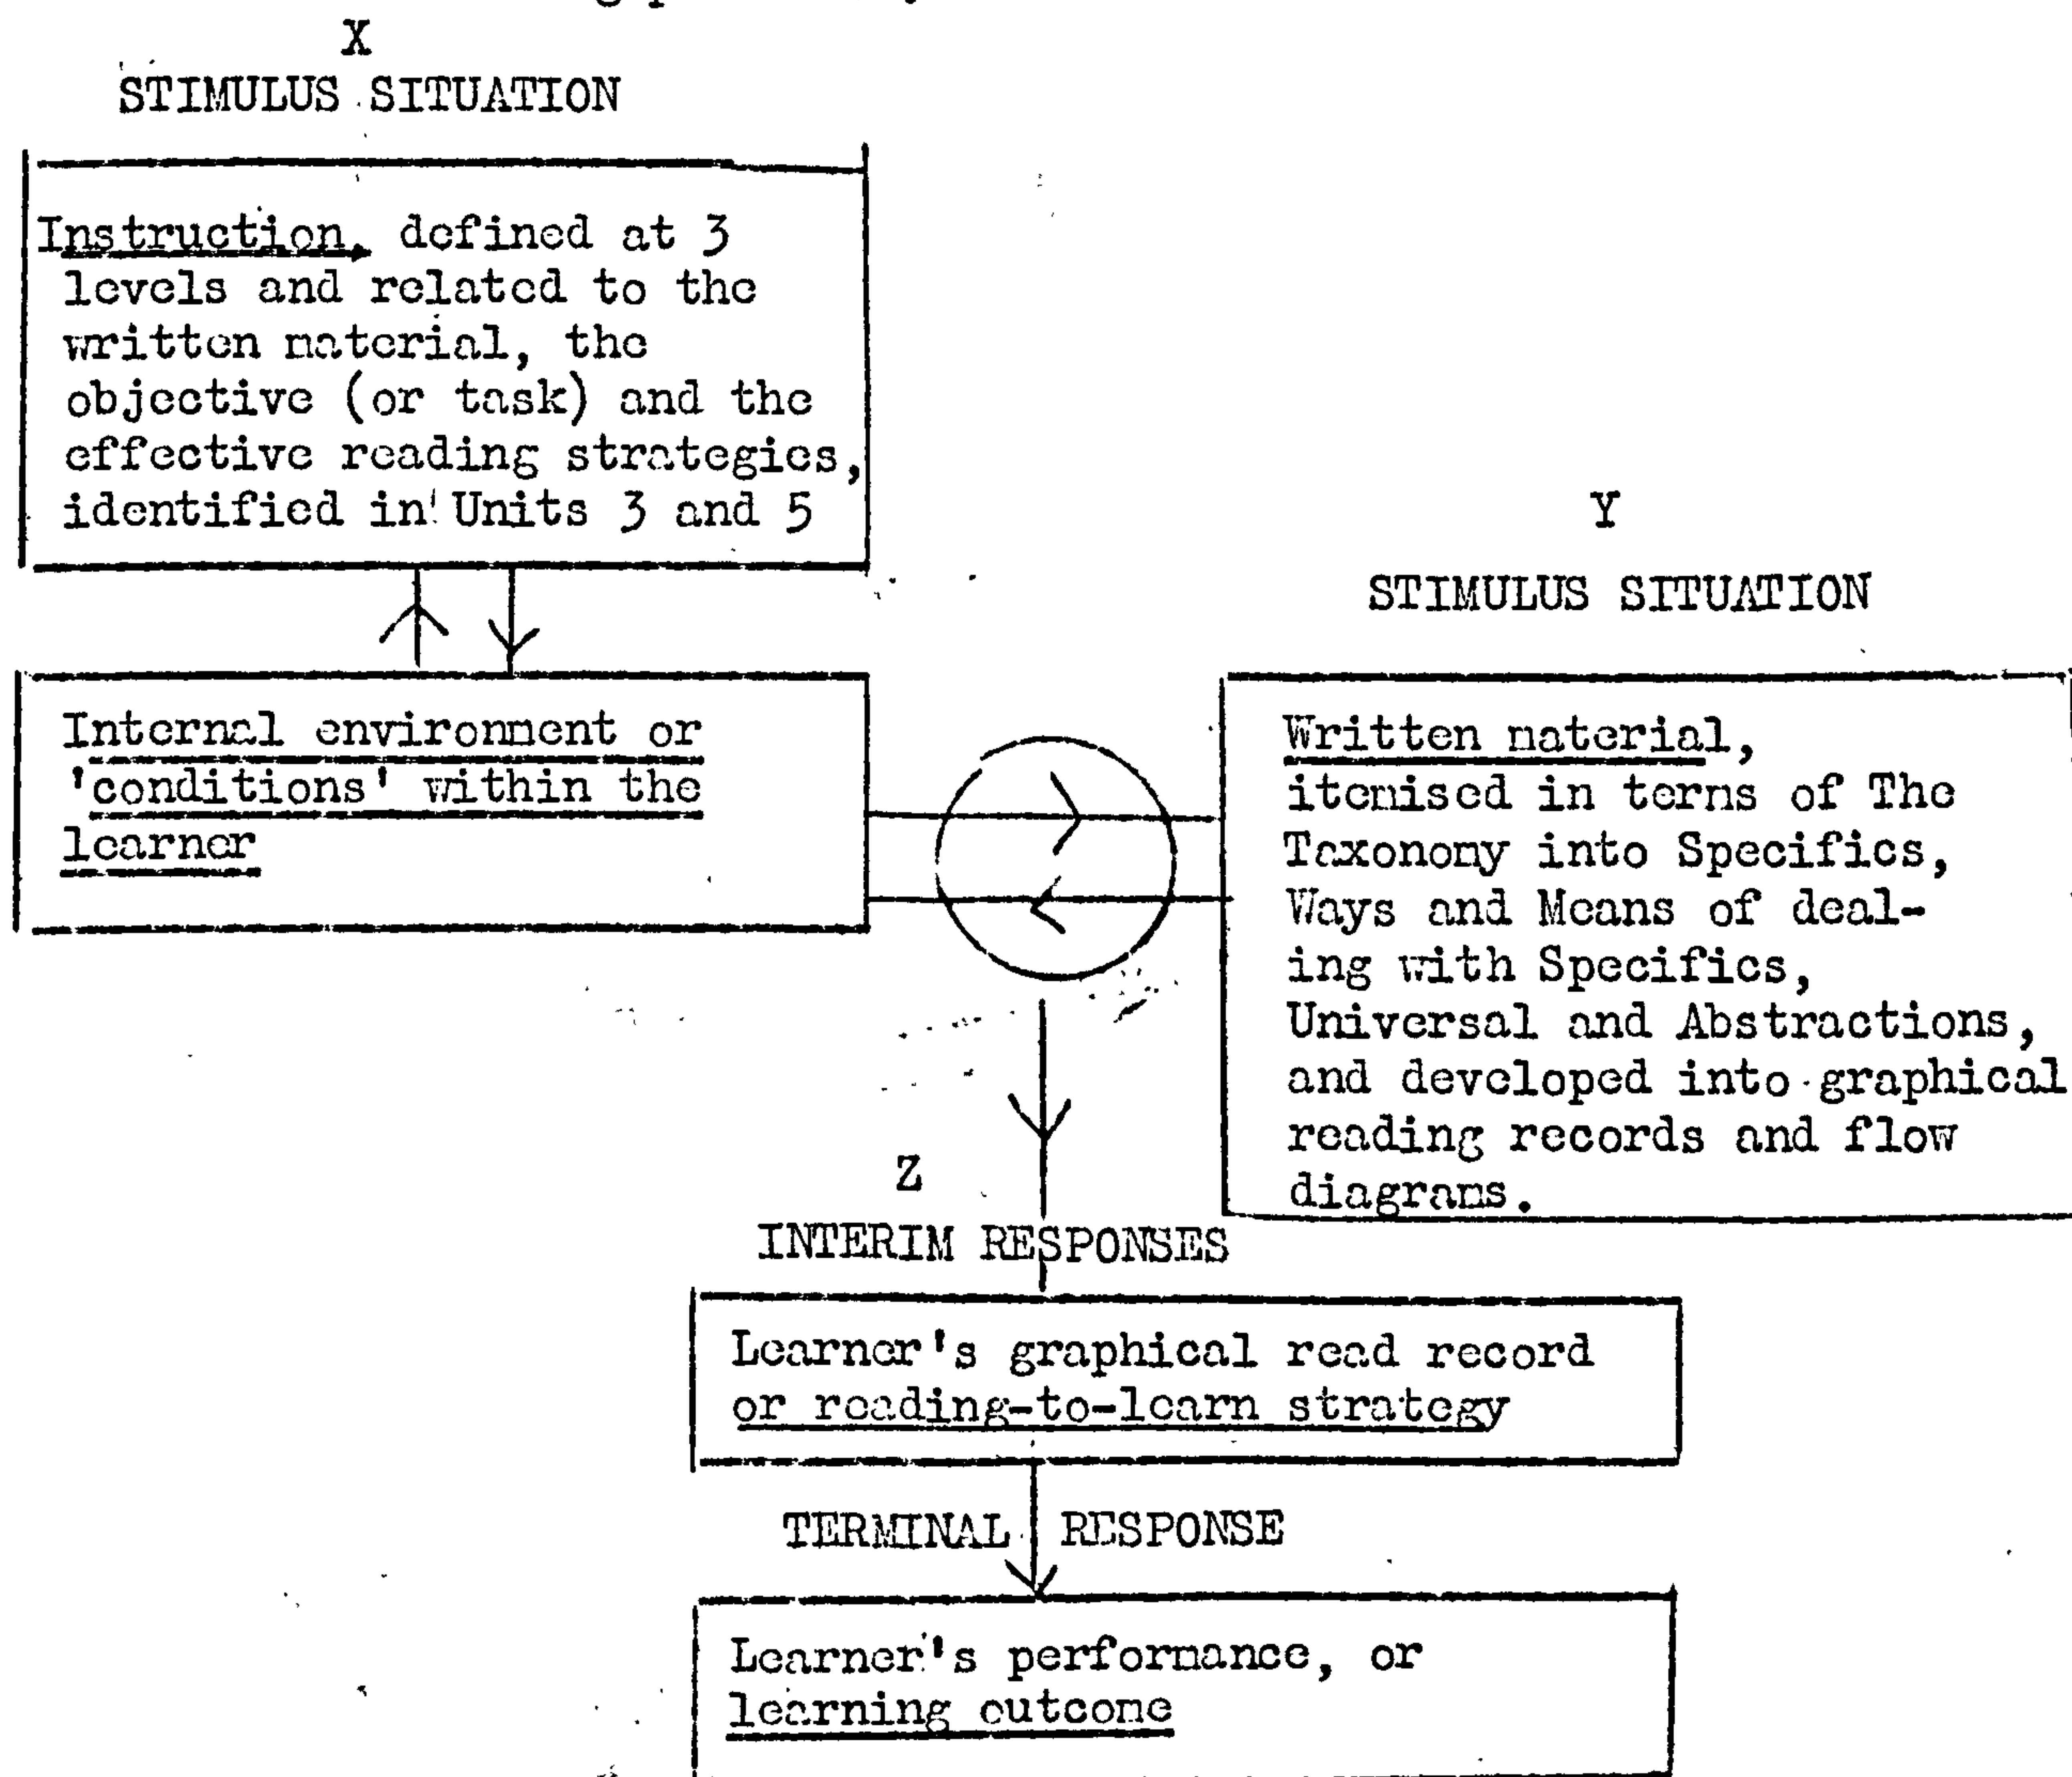 X
STIMULUS SITUATION
Instruction, defined at 3
levels and related to the
written material, the
objective (or task) and the
effective reading strategies,
identified in Units 3 and 5
Y
STIMULUS SITUATION
Internal environment or
'conditions' within the
learner
Written material,
itemised in terms of The
Taxonomy into Specifics,
Ways and Means of deal-
ing with Specifics,
Universal and Abstractions,
and developed into graphical
reading records and flow
diagrams.
Z
INTERIM RESPONSES
Learner's graphical read record
or reading-to-learn strategy
TERMINAL RESPONSE
Learner's performance, or
learning outcome